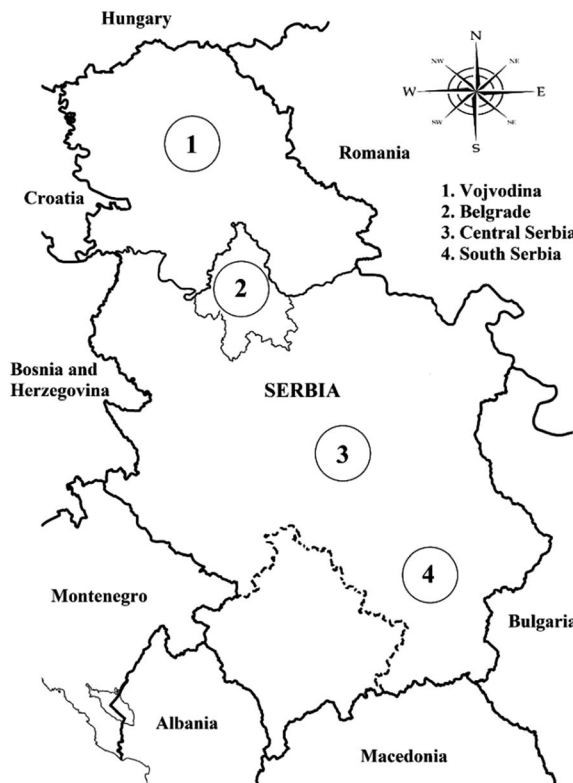 Hungary
N
NW
NE
W
E
SW
SE
S
1
Romania
Croatia
1. Vojvodina
2. Belgrade
3. Central Serbia
4. South Serbia
2
Bosnia and
Herzegovina
SERBIA
3
4
Montenegro
Bulgaria
Albania
Macedonia